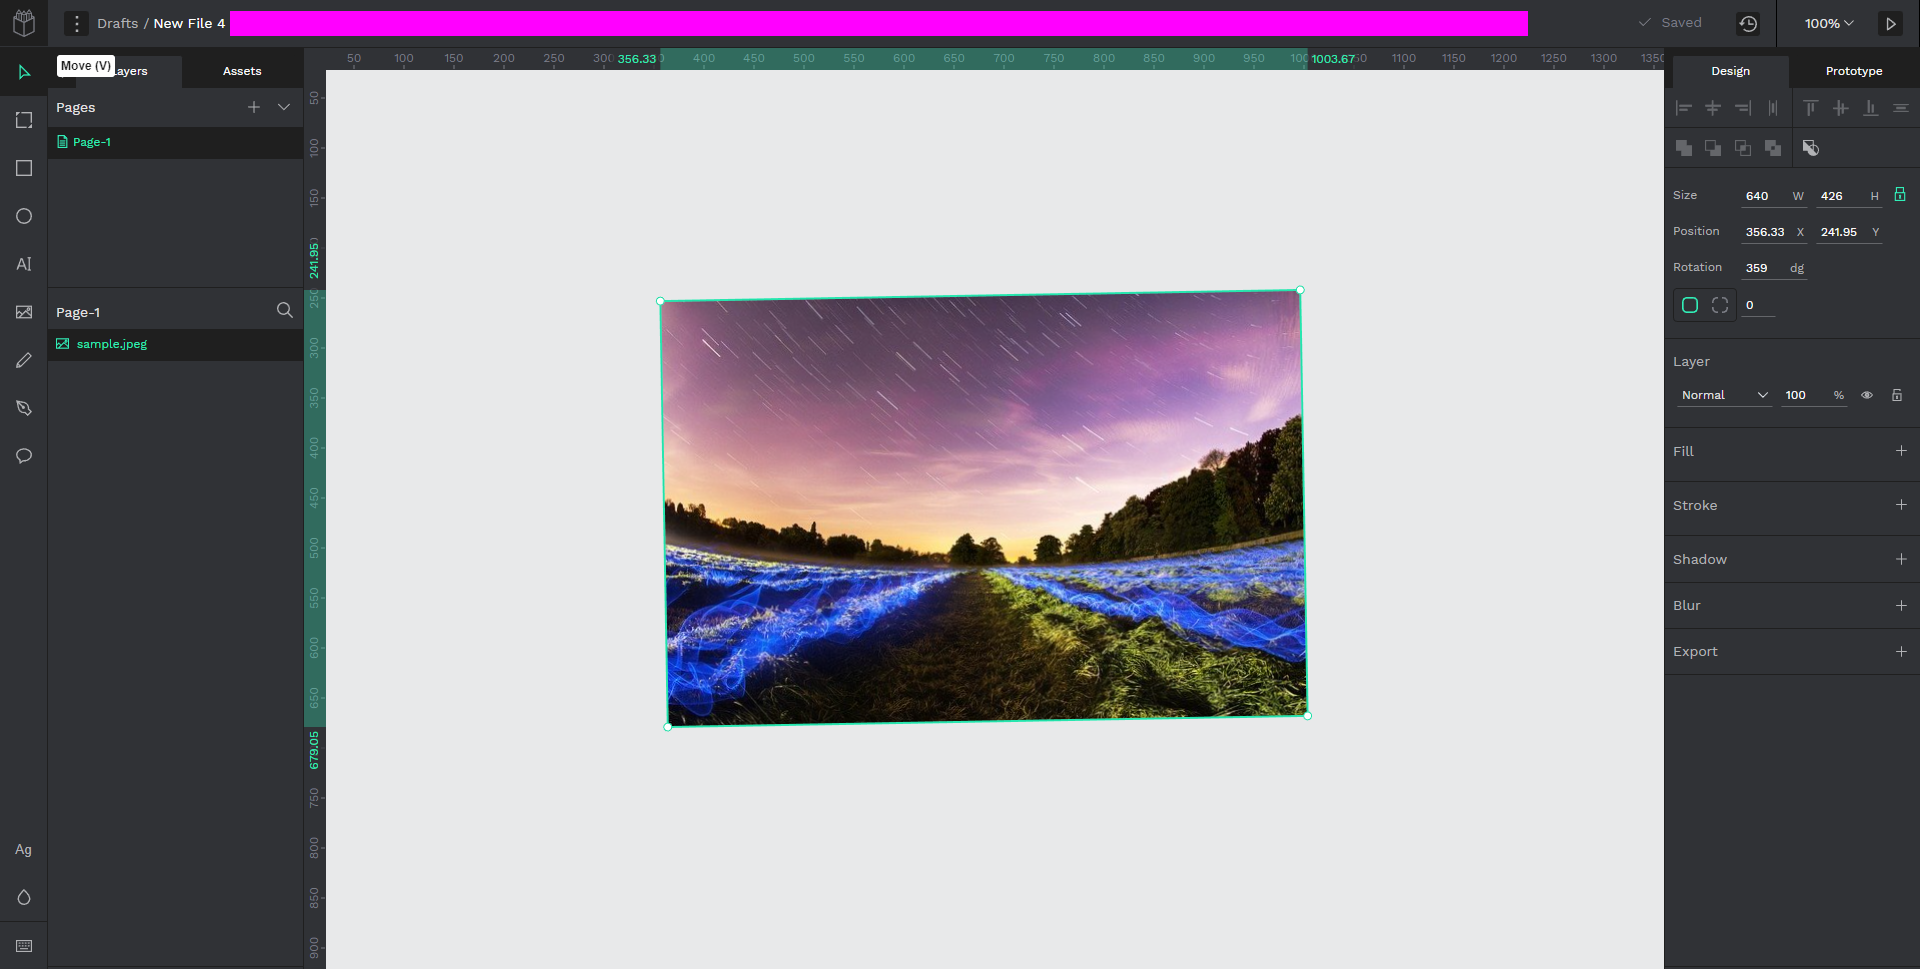 Drafts / New File 4
Saved
100%
Move (V)
Layers
Assets
Pages
Page-1
Page-1
sample.jpeg
Ag
50 100 150 200 250 300 356.33 400 450 500 550 600 650 700 750 800 850 900 950 1003.67 1100 1150 1200 1250 1300 1350
50
100
150
241.95
250
300
350
400
450
500
550
600
650
679.05
750
800
850
900
Design
Prototype
Size 640 W 426 H
Position 356.33 X 241.95 Y
Rotation 359 dg
0
Layer
Normal 100 %
Fill
Stroke
Shadow
Blur
Export